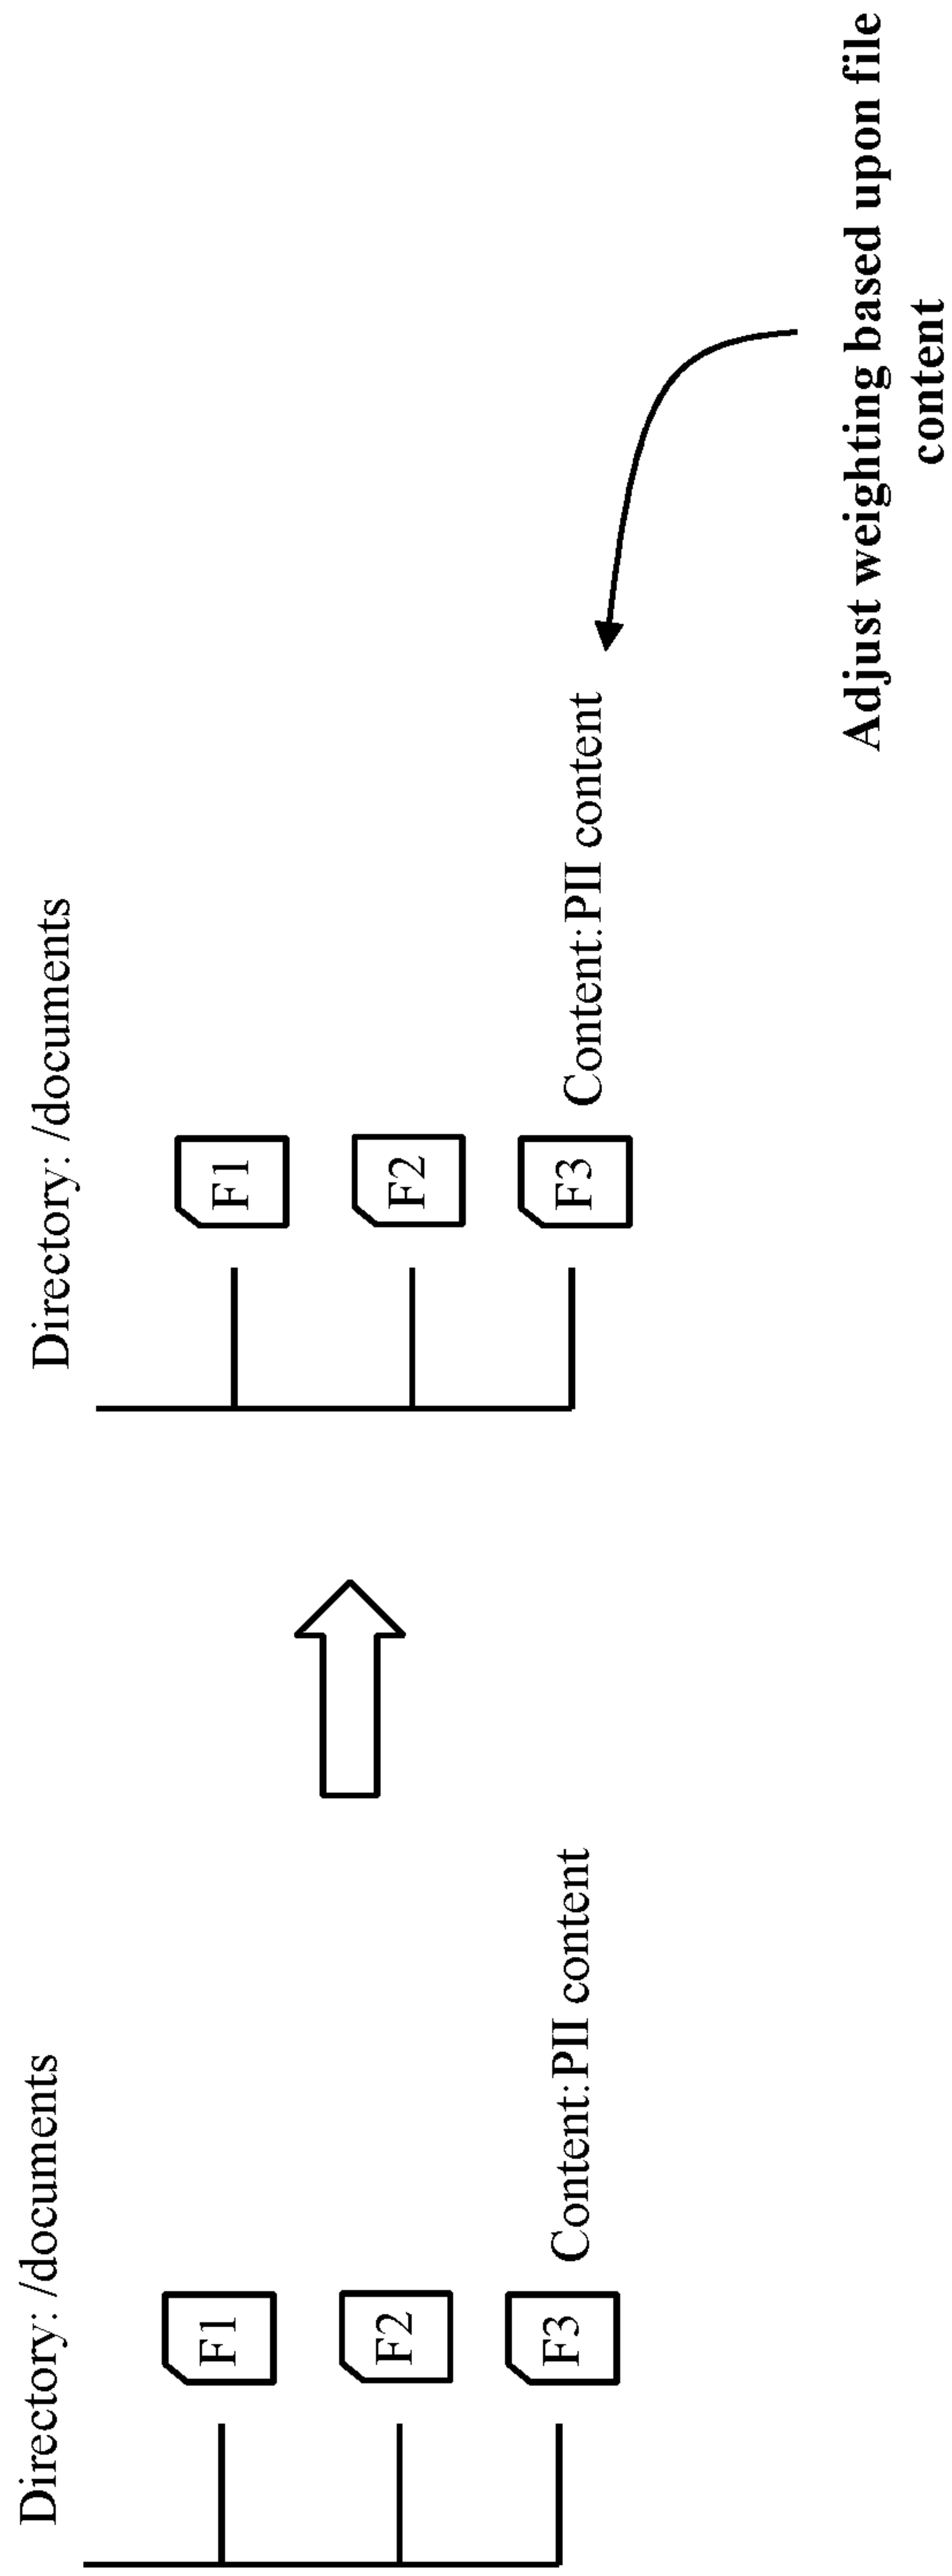 Directory: /documents
F1
F2
F3
Content:PII content
Directory: /documents
F1
F2
F3
Content:PII content
Adjust weighting based upon file
content